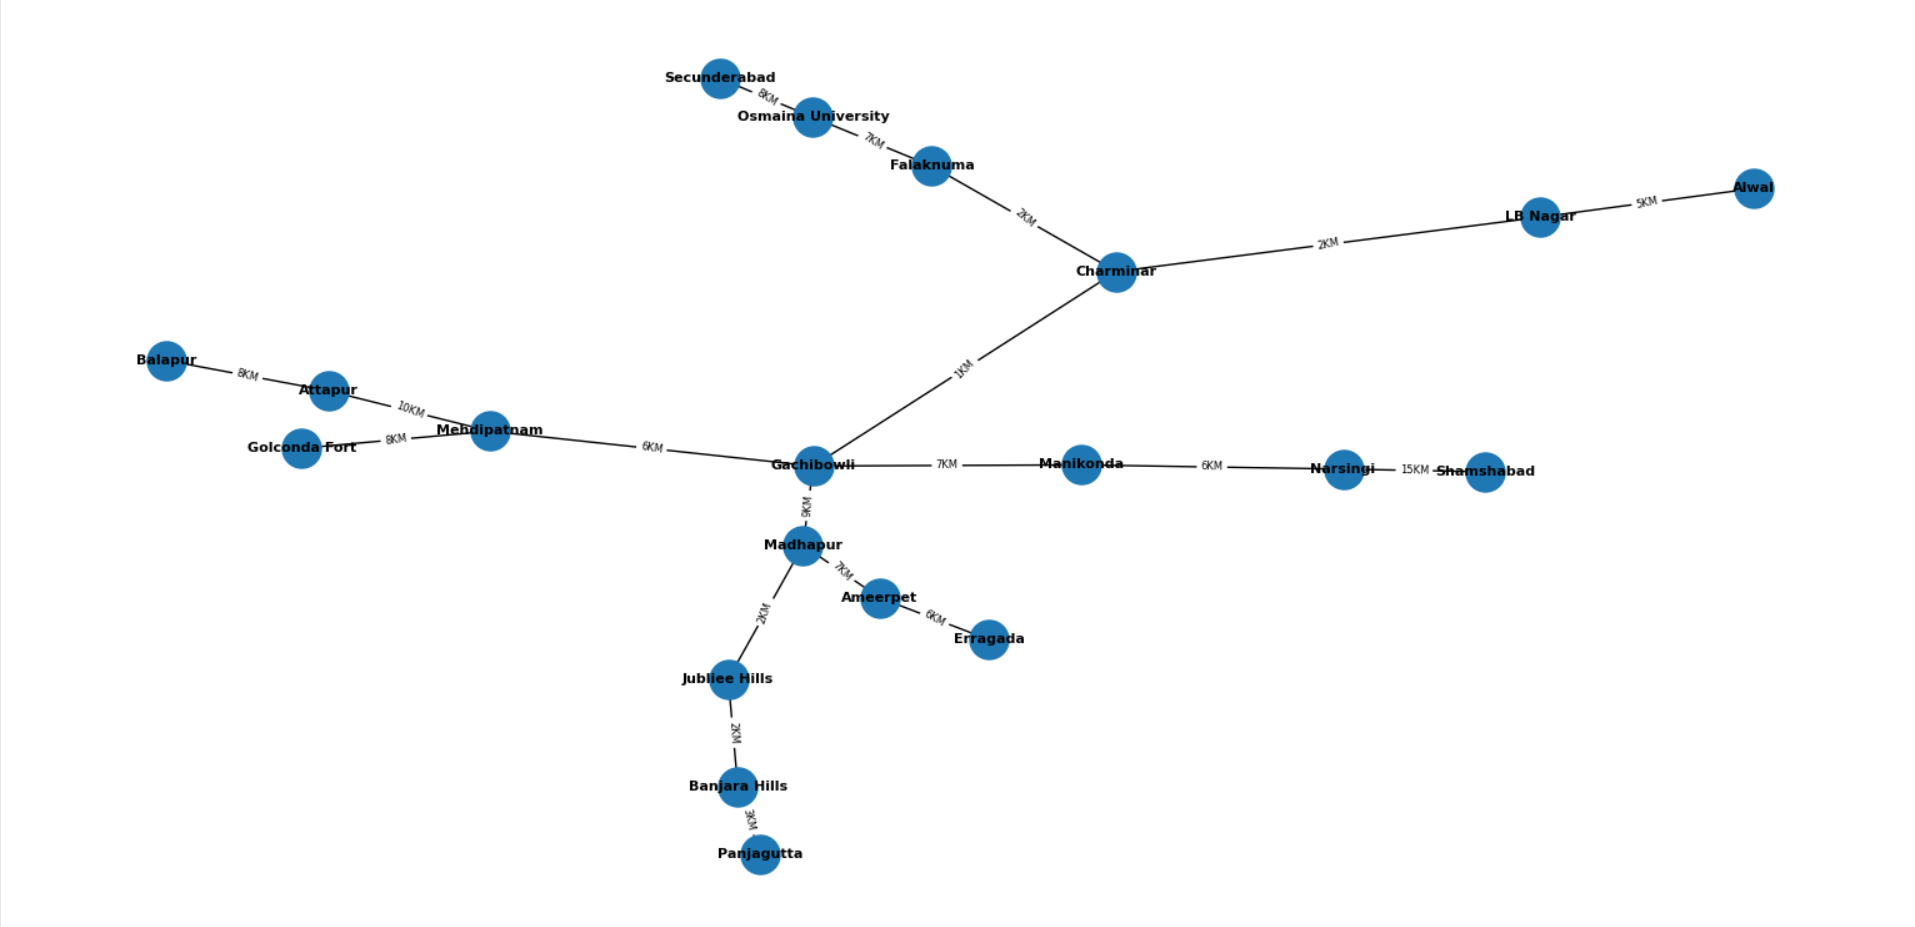 Secunderabad
8KM
Osmaina University
7KM
Falaknuma
Alwal
5KM
LB Nagar
2KM
2KM
Charminar
Balapur
8KM
1KM
Attapur
10KM
Mehdipatnam
8KM
Golconda Fort
6KM
Gachibowli
7KM
Manikonda
6KM
Narsingi
15KM
Shamshabad
9KM
Madhapur
7KM
Ameerpet
2KM
6KM
Erragada
Jubliee Hills
2KM
Banjara Hills
3KM
Panjagutta